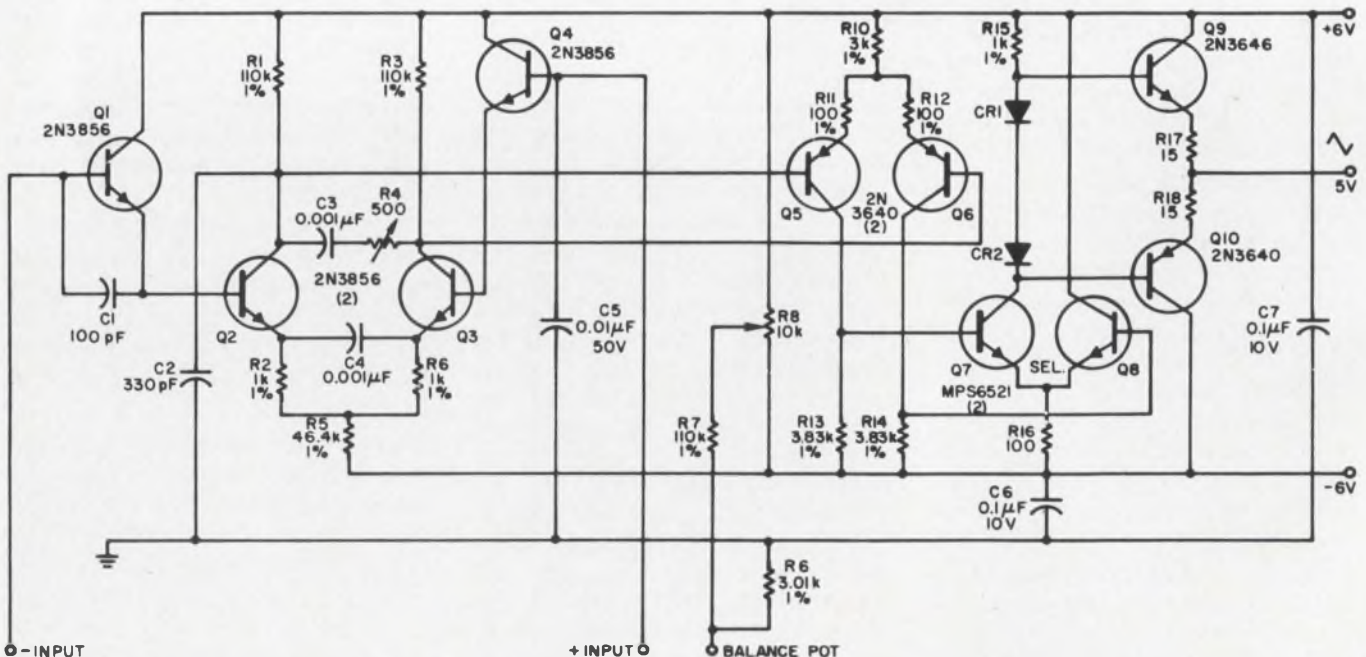 Q1
2N3856
R1
110k
1%
R3
110k
1%
Q4
2N3856
R10
3k
1%
R15
1k
1%
Q9
2N3646
+6V
R11
100
1%
R12
100
1%
CR1
R17
15
5V
R18
15
C3
0.001μF
R4
500
2N3856
(2)
Q5
2N
3640
(2)
Q6
CR2
Q10
2N3640
C1
100pF
Q2
Q3
C5
0.01μF
50V
R8
10k
C7
0.1μF
10V
C2
330pF
R2
1k
1%
C4
0.001μF
R6
1k
1%
Q7
SEL.
Q8
MPS6521
(2)
R5
46.4k
1%
R7
110k
1%
R13
3.83k
1%
R14
3.83k
1%
R16
100
-6V
C6
0.1μF
10V
R6
3.01k
1%
-INPUT
+INPUT
BALANCE POT